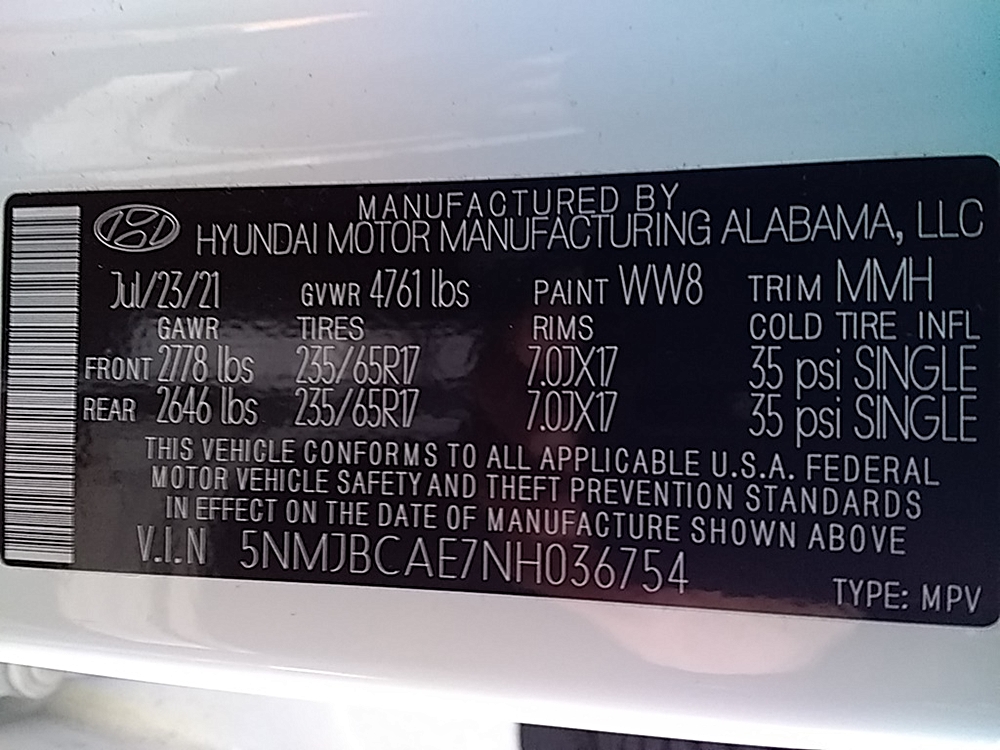 MANUFACTURED BY
HYUNDAI MOTOR MANUFACTURING ALABAMA, LLC
Jul/23/21 GVWR 4761 lbs PAINT WW8 TRIM MMH
GAWR TIRES RIMS COLD TIRE INFL
FRONT 2778 lbs 235/65R17 7.0JX17 35 psi SINGLE
REAR 2646 lbs 235/65R17 7.0JX17 35 psi SINGLE
THIS VEHICLE CONFORMS TO ALL APPLICABLE U.S.A. FEDERAL
MOTOR VEHICLE SAFETY AND THEFT PREVENTION STANDARDS
IN EFFECT ON THE DATE OF MANUFACTURE SHOWN ABOVE
V.I.N 5NMJBCAE7NH036754
TYPE: MPV